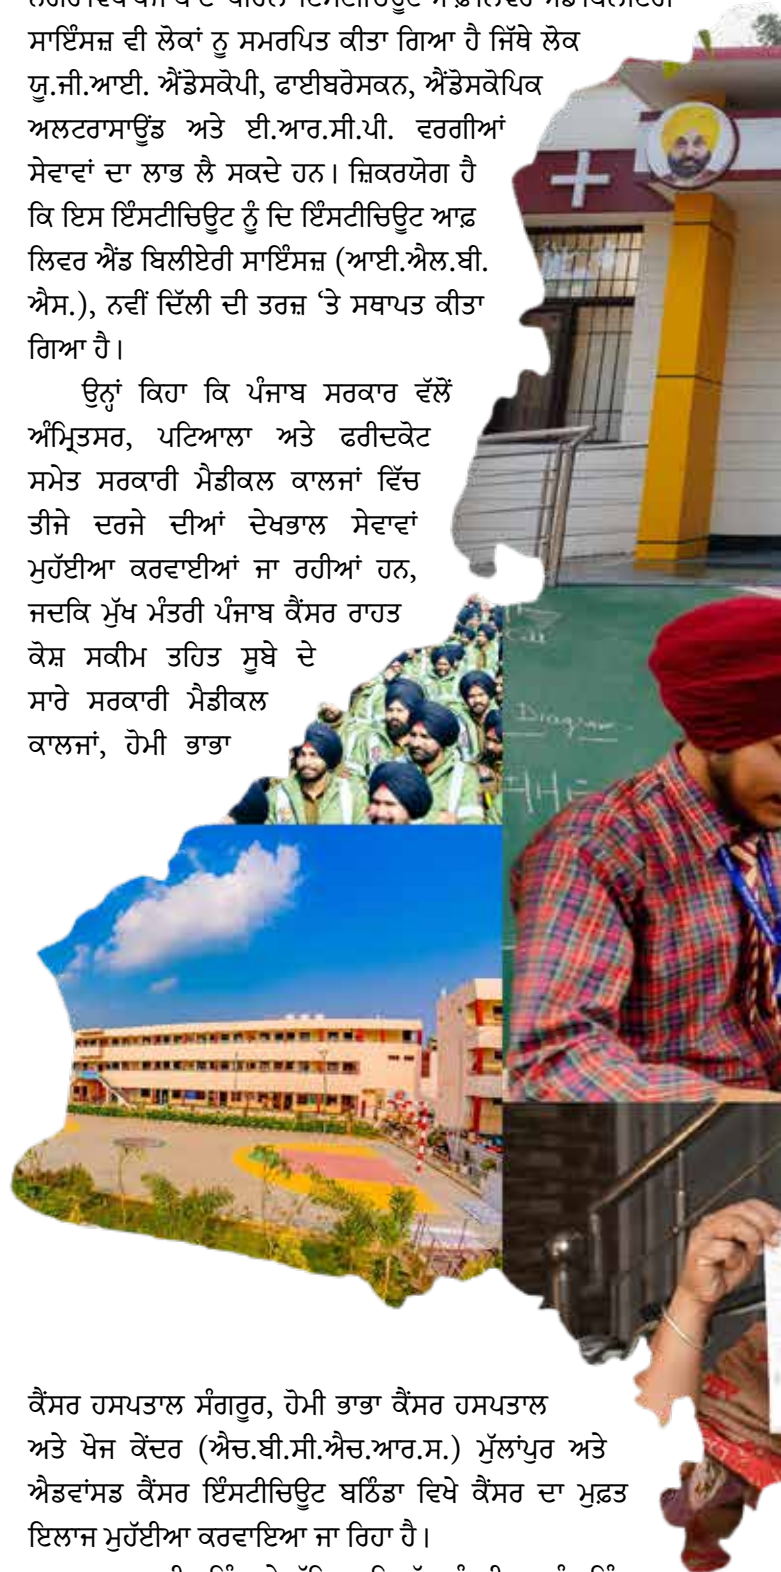 ਸਾਇੰਸਜ਼ ਵੀ ਲੋਕਾਂ ਨੂੰ ਸਮਰਪਿਤ ਕੀਤਾ ਗਿਆ ਹੈ ਜਿੱਥੇ ਲੋਕ
ਯੂ.ਜੀ.ਆਈ. ਐਂਡੋਸਕੋਪੀ, ਫਾਈਬਰੋਸਕਨ, ਐਂਡੋਸਕੋਪਿਕ
ਅਲਟਰਾਸਾਊਂਡ ਅਤੇ ਈ.ਆਰ.ਸੀ.ਪੀ. ਵਰਗੀਆਂ
ਸੇਵਾਵਾਂ ਦਾ ਲਾਭ ਲੈ ਸਕਦੇ ਹਨ। ਜ਼ਿਕਰਯੋਗ ਹੈ
ਕਿ ਇਸ ਇੰਸਟੀਚਿਊਟ ਨੂੰ ਦਿ ਇੰਸਟੀਚਿਊਟ ਆਫ਼
ਲਿਵਰ ਐਂਡ ਬਿਲੀਏਰੀ ਸਾਇੰਸਜ਼ (ਆਈ.ਐਲ.ਬੀ.
ਐਸ.), ਨਵੀਂ ਦਿੱਲੀ ਦੀ ਤਰਜ਼ ‘ਤੇ ਸਥਾਪਤ ਕੀਤਾ
ਗਿਆ ਹੈ।
ਉਨ੍ਹਾਂ ਕਿਹਾ ਕਿ ਪੰਜਾਬ ਸਰਕਾਰ ਵੱਲੋਂ
ਅੰਮ੍ਰਿਤਸਰ, ਪਟਿਆਲਾ ਅਤੇ ਫਰੀਦਕੋਟ
ਸਮੇਤ ਸਰਕਾਰੀ ਮੈਡੀਕਲ ਕਾਲਜਾਂ ਵਿੱਚ
ਤੀਜੇ ਦਰਜੇ ਦੀਆਂ ਦੇਖਭਾਲ ਸੇਵਾਵਾਂ
ਮੁਹੱਈਆ ਕਰਵਾਈਆਂ ਜਾ ਰਹੀਆਂ ਹਨ,
ਜਦਕਿ ਮੁੱਖ ਮੰਤਰੀ ਪੰਜਾਬ ਕੈਂਸਰ ਰਾਹਤ
ਕੋਸ਼ ਸਕੀਮ ਤਹਿਤ ਸੂਬੇ ਦੇ
ਸਾਰੇ ਸਰਕਾਰੀ ਮੈਡੀਕਲ
Diagram
ਕਾਲਜਾਂ, ਹੋਮੀ ਭਾਭਾ
ਕੈਂਸਰ ਹਸਪਤਾਲ ਸੰਗਰੂਰ, ਹੋਮੀ ਭਾਭਾ ਕੈਂਸਰ ਹਸਪਤਾਲ
ਅਤੇ ਖੋਜ ਕੇਂਦਰ (ਐਚ.ਬੀ.ਸੀ.ਐਚ.ਆਰ.ਸ.) ਮੁੱਲਾਂਪੁਰ ਅਤੇ
ਐਡਵਾਂਸਡ ਕੈਂਸਰ ਇੰਸਟੀਚਿਊਟ ਬਠਿੰਡਾ ਵਿਖੇ ਕੈਂਸਰ ਦਾ ਮੁਫ਼ਤ
ਇਲਾਜ ਮੁਹੱਈਆ ਕਰਵਾਇਆ ਜਾ ਰਿਹਾ ਹੈ।